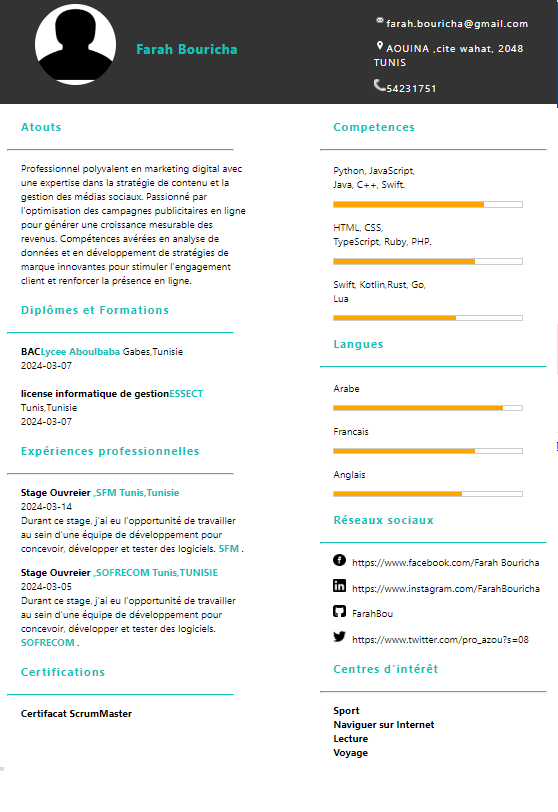 Farah Bouricha
farah.bouricha@gmail.com
AOUINA ,cite wahat, 2048
TUNIS
54231751
Atouts
Professionnel polyvalent en marketing digital avec
une expertise dans la stratégie de contenu et la
gestion des médias sociaux. Passionné par
l'optimisation des campagnes publicitaires en ligne
pour générer une croissance mesurable des
revenus. Compétences avérées en analyse de
données et en développement de stratégies de
marque innovantes pour stimuler l'engagement
client et renforcer la présence en ligne.
Diplômes et Formations
BACLycee Aboulbaba Gabes,Tunisie
2024-03-07
license informatique de gestionESSECT
Tunis,Tunisie
2024-03-07
Expériences professionnelles
Stage Ouvreier ,SFM Tunis,Tunisie
2024-03-14
Durant ce stage, j'ai eu l'opportunité de travailler
au sein d'une équipe de développement pour
concevoir, développer et tester des logiciels. SFM .
Stage Ouvreier ,SOFRECOM Tunis,TUNISIE
2024-03-05
Durant ce stage, j'ai eu l'opportunité de travailler
au sein d'une équipe de développement pour
concevoir, développer et tester des logiciels.
SOFRECOM .
Certifications
Certifacat ScrumMaster
Competences
Python, JavaScript,
Java, C++, Swift.
HTML, CSS,
TypeScript, Ruby, PHP.
Swift, Kotlin,Rust, Go,
Lua
Langues
Arabe
Francais
Anglais
Réseaux sociaux
https://www.facebook.com/Farah Bouricha
https://www.instagram.com/FarahBouricha
FarahBou
https://www.twitter.com/pro_azou?s=08
Centres d'intérêt
Sport
Naviguer sur Internet
Lecture
Voyage